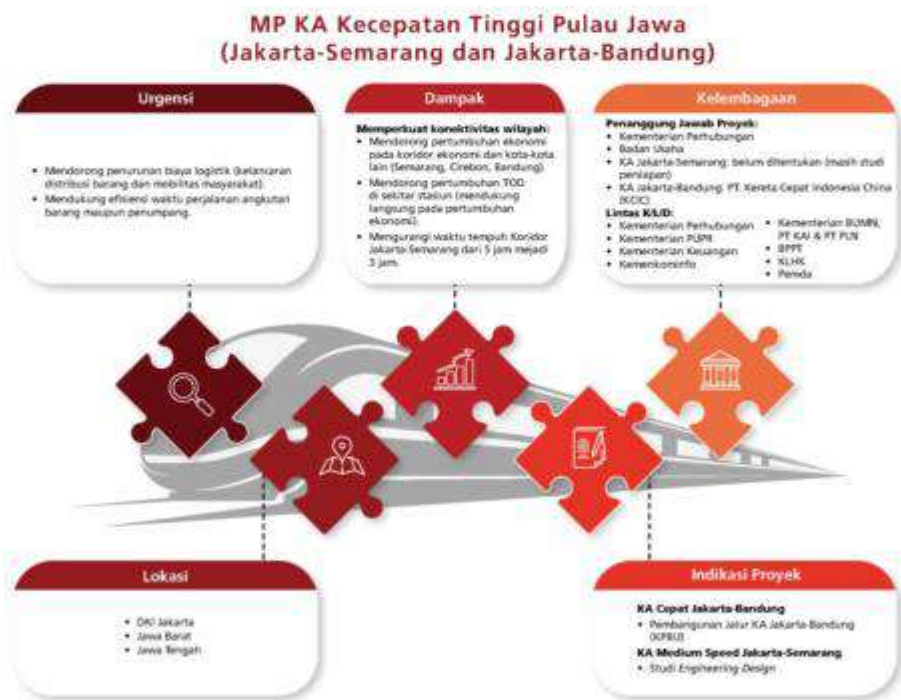 MP KA Kecepatan Tinggi Pulau Jawa
(Jakarta-Semarang dan Jakarta-Bandung)
Urgensi
• Mendorong penurunan biaya logistik (kelancaran
distribusi barang dan mobilitas masyarakat).
• Mendukung efisiensi waktu perjalanan angkutan
barang maupun penumpang.
Dampak
Memperkuat konektivitas wilayah:
• Mendorong pertumbuhan ekonomi
pada koridor ekonomi dan kota-kota
lain (Semarang, Cirebon, Bandung).
• Mendorong pertumbuhan TOD
di sekitar stasiun (mendukung
langsung pada pertumbuhan
ekonomi).
• Mengurangi waktu tempuh Koridor
Jakarta-Semarang dari 5 jam mejadi
3 jam.
Kelembagaan
Penanggung Jawab Proyek:
• Kementerian Perhubungan
• Badan Usaha
• KA Jakarta-Semarang: belum ditentukan (masih studi
penyiapan)
• KA Jakarta-Bandung: PT. Kereta Cepat Indonesia China
(KCIC)
Lintas K/L/D:
• Kementerian Perhubungan
• Kementerian PUPR
• Kementerian Keuangan
• Kemenkominfo
• Kementerian BUMN,
PT KAI & PT PLN
• BPPT
• KLHK
• Pemda
Lokasi
• DKI Jakarta
• Jawa Barat
• Jawa Tengah
Indikasi Proyek
KA Cepat Jakarta-Bandung
• Pembangunan Jalur KA Jakarta-Bandung
(KPBU)
KA Medium Speed Jakarta-Semarang
• Studi Engineering Design